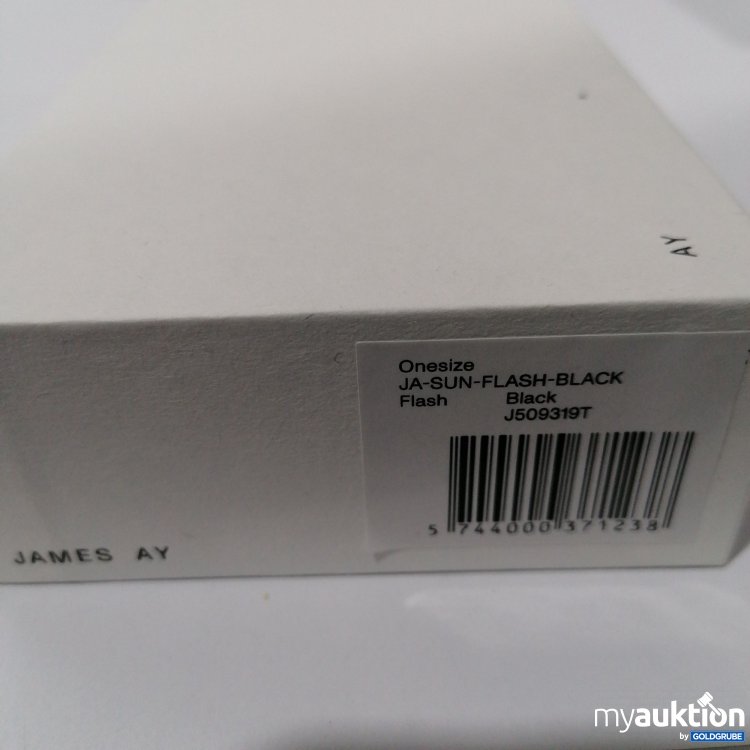 AY
Onesize
JA-SUN-FLASH-BLACK
Flash Black
J509319T
5 744000 371238
JAMES AY
myauktion
by GOLDGRUBE